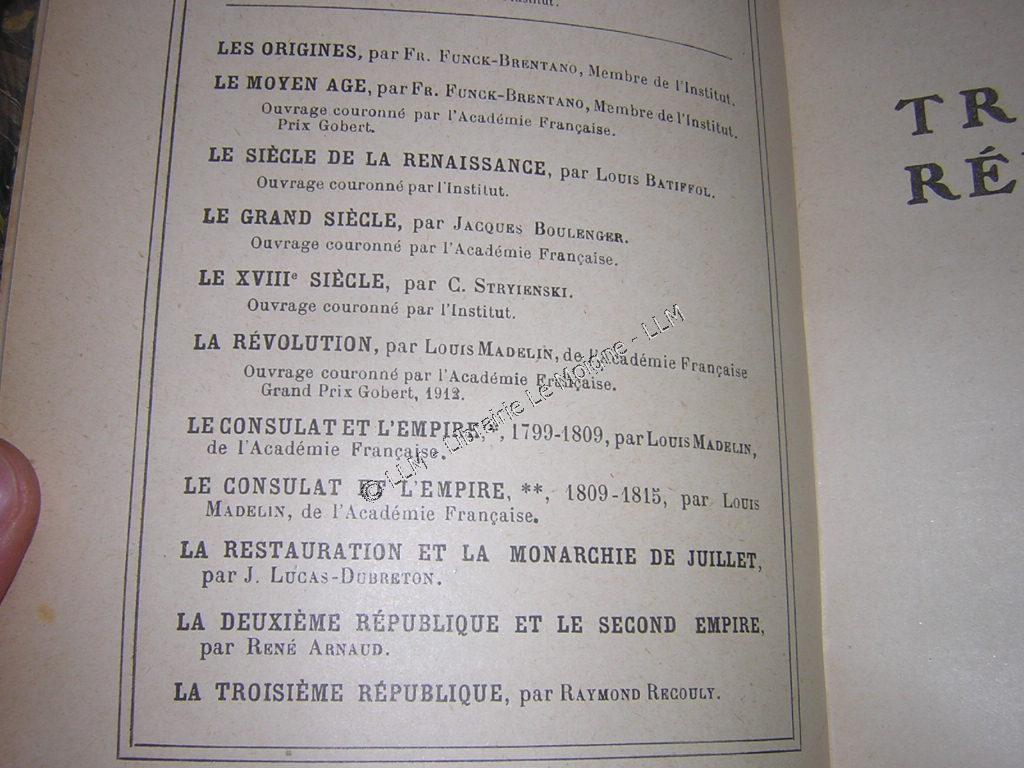 LES ORIGINES, par FR. FUNCK-BRENTANO, Membre de l'Institut.
LE MOYEN AGE, par FR. FUNCK-BRENTANO, Membre de l'Institut.
Ouvrage couronné par l'Académie Française.
Prix Gobert.
LE SIÈCLE DE LA RENAISSANCE, par LOUIS BATIFFOL.
Ouvrage couronné par l'Institut.
LE GRAND SIÈCLE, par JACQUES BOULENGER.
Ouvrage couronné par l'Académie Française.
LE XVIIIe SIÈCLE, par C. STRYIENSKI.
Ouvrage couronné par l'Institut.
LA RÉVOLUTION, par LOUIS MADELIN, de l'Académie Française
Ouvrage couronné par l'Académie Française.
Grand Prix Gobert, 1912.
LE CONSULAT ET L'EMPIRE*, 1799-1809, par LOUIS MADELIN,
de l'Académie Française.
LE CONSULAT ET L'EMPIRE, **, 1809-1815, par LOUIS
MADELIN, de l'Académie Française.
LA RESTAURATION ET LA MONARCHIE DE JUILLET,
par J. LUCAS-DUBRETON.
LA DEUXIÈME RÉPUBLIQUE ET LE SECOND EMPIRE,
par RENÉ ARNAUD.
LA TROISIÈME RÉPUBLIQUE, par RAYMOND RECOULY.
© LLM - Librairie Le Moigne - LLM
TR
RÉ